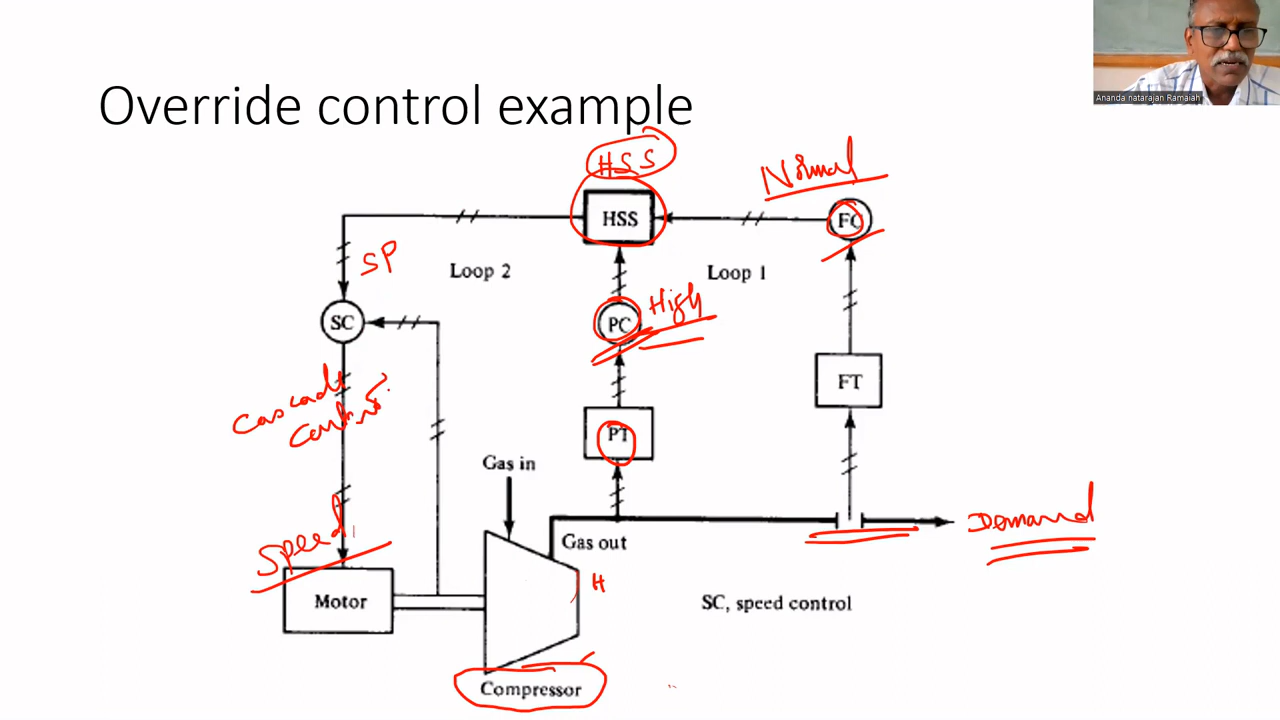 Override control example
Ananda natarajan Ramaiah
HSS
Normal
HSS
FC
SP
Loop 2
Loop 1
High
SC
PC
FT
Cascade
Control
PT
Gas in
Demand
Speed
Gas out
H
Motor
SC, speed control
Compressor